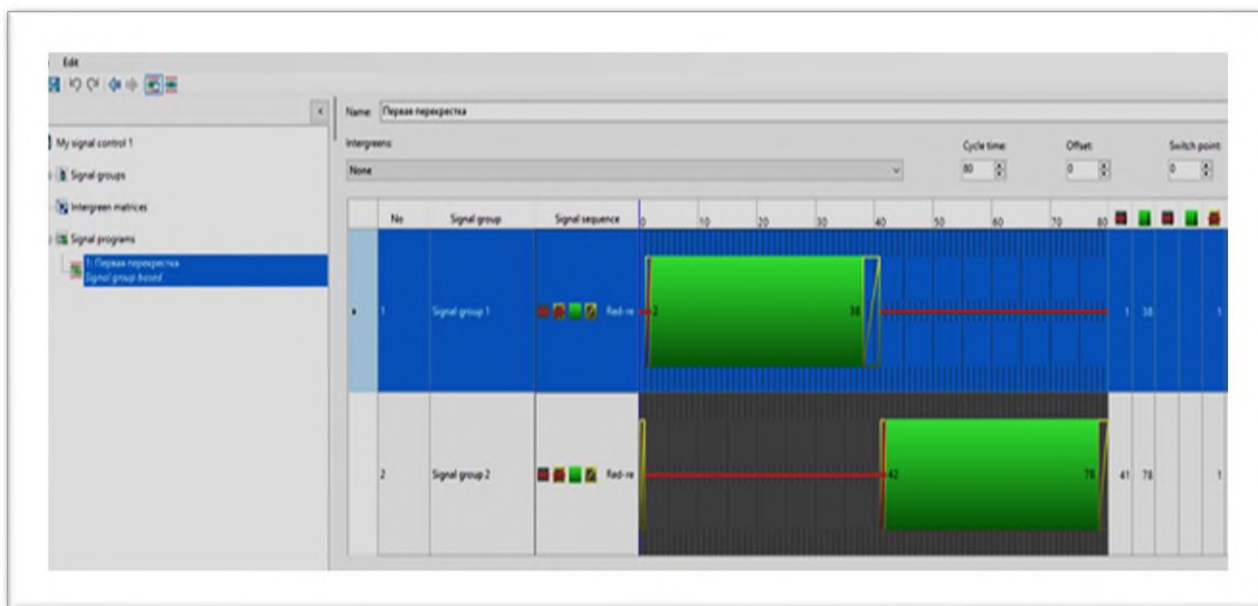 Edit
Name: Первая перекрестка
My signal control 1
Intergreens:
Cycle time:
Offset:
Switch point:
Signal groups
None
80
0
0
Intergreen matrices
No
Signal group
Signal sequence
0
10
20
30
40
50
60
70
80
Signal programs
1: Первая перекрестка
Signal group based
1
Signal group 1
Red-re
2
38
1
38
1
2
Signal group 2
Red-re
42
78
41
78
1